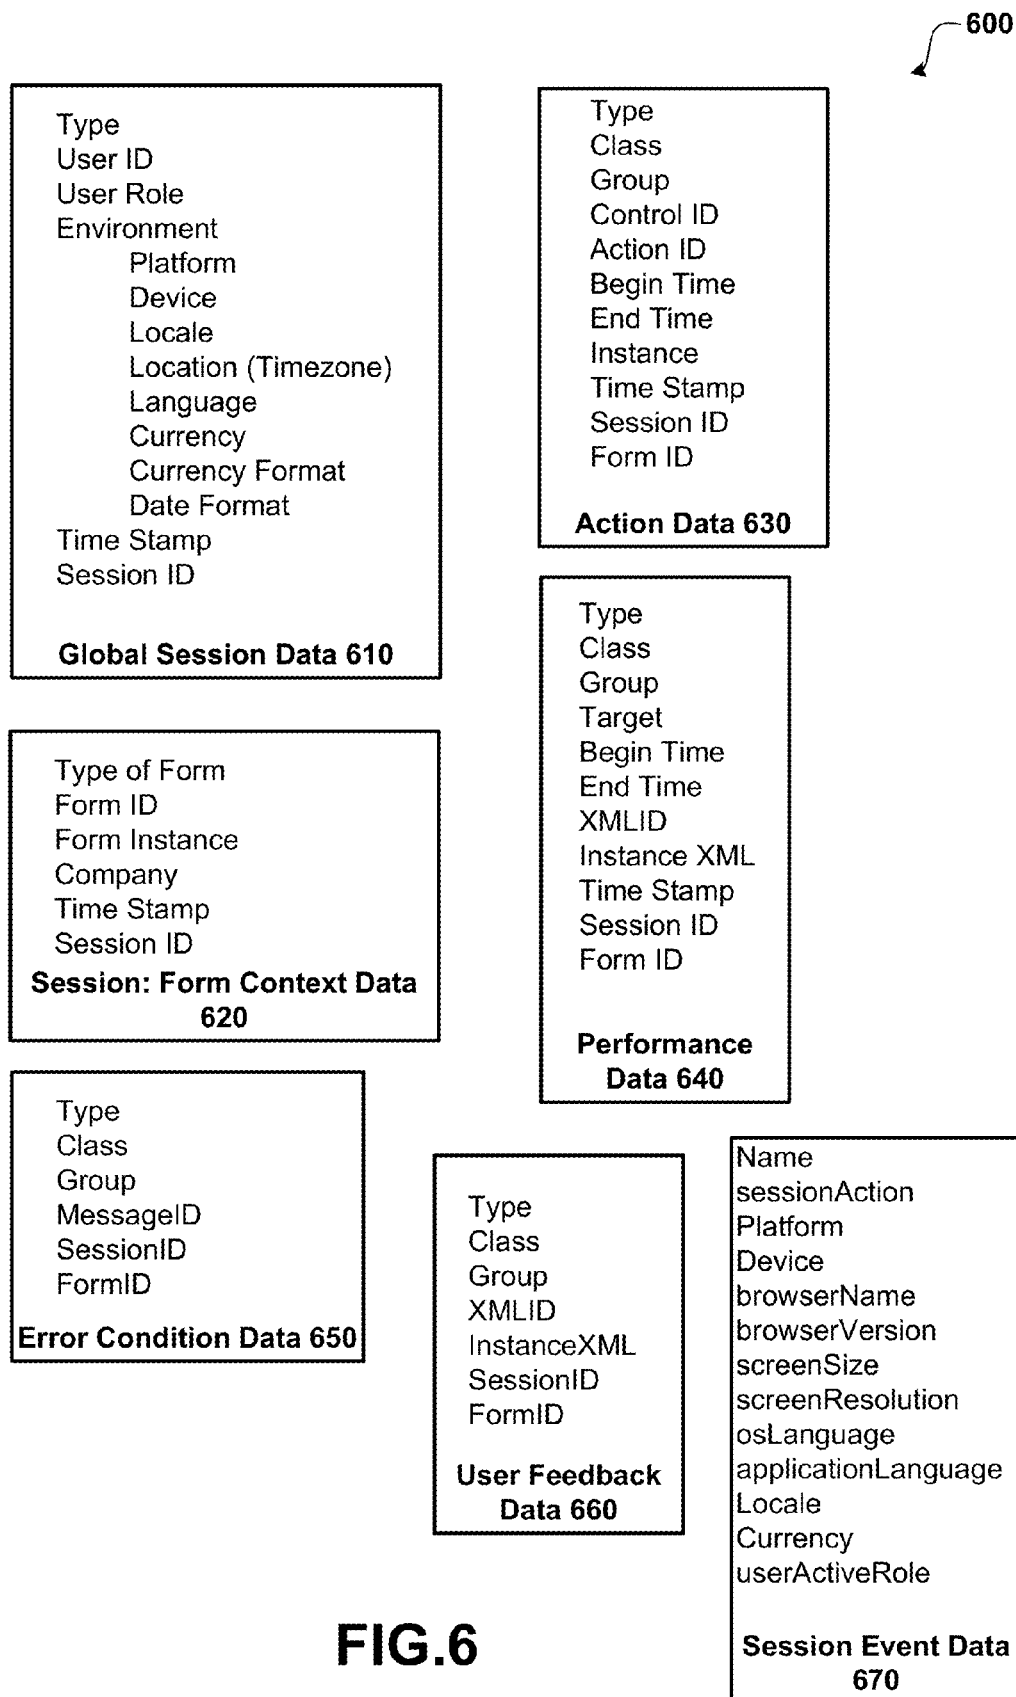 600
Type
User ID
User Role
Environment
Platform
Device
Locale
Location (Timezone)
Language
Currency
Currency Format
Date Format
Time Stamp
Session ID
Global Session Data 610
Type
Class
Group
Control ID
Action ID
Begin Time
End Time
Instance
Time Stamp
Session ID
Form ID
Action Data 630
Type of Form
Form ID
Form Instance
Company
Time Stamp
Session ID
Session: Form Context Data
620
Type
Class
Group
Target
Begin Time
End Time
XMLID
Instance XML
Time Stamp
Session ID
Form ID
Performance
Data 640
Type
Class
Group
MessageID
SessionID
FormID
Error Condition Data 650
Type
Class
Group
XMLID
InstanceXML
SessionID
FormID
User Feedback
Data 660
Name
sessionAction
Platform
Device
browserName
browserVersion
screenSize
screenResolution
osLanguage
applicationLanguage
Locale
Currency
userActiveRole
Session Event Data
670
FIG.6